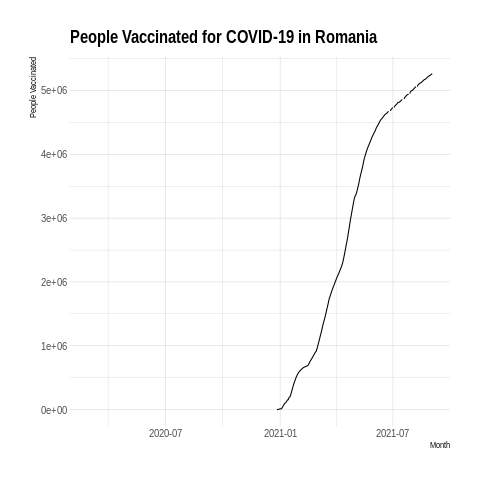 People Vaccinated for COVID-19 in Romania
People Vaccinated
5e+06
4e+06
3e+06
2e+06
1e+06
0e+00
2020-07
2021-01
2021-07
Month